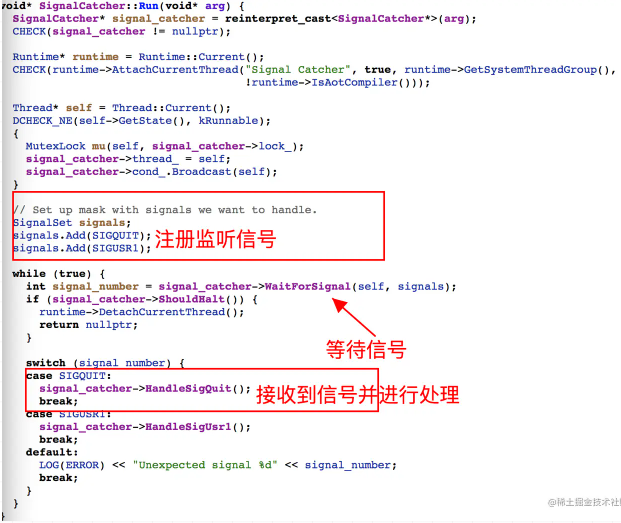 void* SignalCatcher::Run(void* arg) {
SignalCatcher* signal_catcher = reinterpret_cast<SignalCatcher*>(arg);
CHECK(signal_catcher != nullptr);
Runtime* runtime = Runtime::Current();
CHECK(runtime->AttachCurrentThread("Signal Catcher", true, runtime->GetSystemThreadGroup(),
!runtime->IsAotCompiler()));
Thread* self = Thread::Current();
DCHECK_NE(self->GetState(), kRunnable);
{
MutexLock mu(self, signal_catcher->lock_);
signal_catcher->thread_ = self;
signal_catcher->cond_.Broadcast(self);
}
// Set up mask with signals we want to handle.
SignalSet signals;
signals.Add(SIGQUIT);
signals.Add(SIGUSR1);
注册监听信号
while (true) {
int signal_number = signal_catcher->WaitForSignal(self, signals);
if (signal_catcher->ShouldHalt()) {
runtime->DetachCurrentThread();
return nullptr;
}
等待信号
switch (signal_number) {
case SIGQUIT:
signal_catcher->HandleSigQuit();
接收到信号并进行处理
break;
case SIGUSR1:
signal_catcher->HandleSigUsr1();
break;
default:
LOG(ERROR) << "Unexpected signal %d" << signal_number;
break;
}
}
}
@稀土掘金技术社区